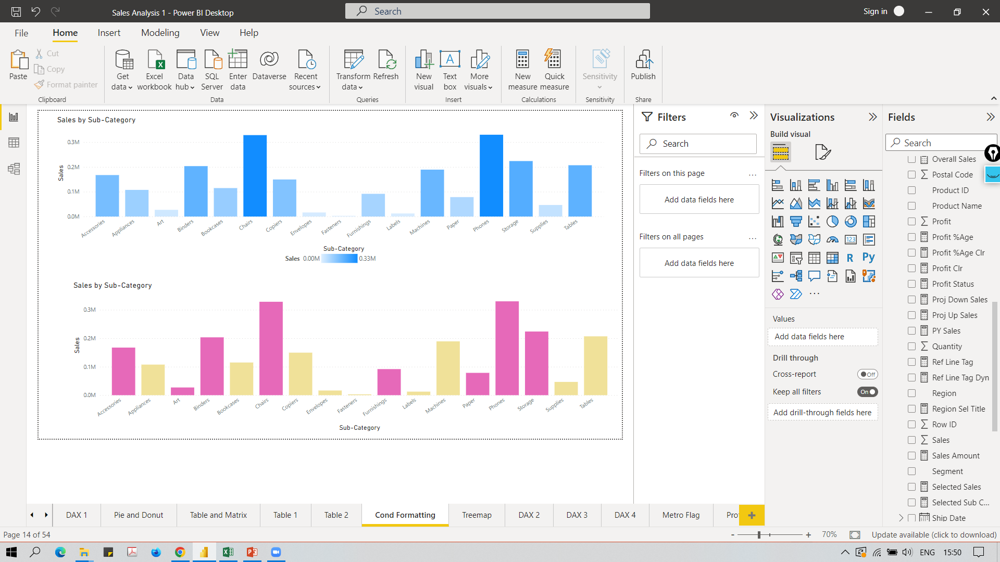 Sales Analysis 1 - Power BI Desktop
Search
Sign in
File Home Insert Modeling View Help
Paste
Cut
Copy
Format painter
Clipboard
Get data
Excel workbook
Data hub
SQL Server
Enter data
Dataverse
Recent sources
Data
Transform data
Refresh
Queries
New visual
Text box
More visuals
Insert
New measure
Quick measure
Calculations
Sensitivity
Sensitivity
Publish
Share
Sales by Sub-Category
Sales
0.3M
0.2M
0.1M
0.0M
Accessories Appliances Art Binders Bookcases Chairs Copiers Envelopes Fasteners Furnishings Labels Machines Paper Phones Storage Supplies Tables
Sub-Category
Sales 0.00M 0.33M
Sales by Sub-Category
Sales
0.3M
0.2M
0.1M
0.0M
Accessories Appliances Art Binders Bookcases Chairs Copiers Envelopes Fasteners Furnishings Labels Machines Paper Phones Storage Supplies Tables
Sub-Category
Filters
Search
Filters on this page
...
Add data fields here
Filters on all pages
...
Add data fields here
Visualizations
Build visual
123
R
Py
...
Values
Add data fields here
Drill through
Cross-report Off
Keep all filters On
Add drill-through fields here
Fields
Search
Overall Sales
Postal Code
Product ID
Product Name
Profit
Profit %Age
Profit %Age Clr
Profit Clr
Profit Status
Proj Down Sales
Proj Up Sales
PY Sales
Quantity
Ref Line Tag
Ref Line Tag Dyn
Region
Region Sel Title
Row ID
Sales
Sales Amount
Segment
Selected Sales
Selected Sub C...
Ship Date
DAX 1 Pie and Donut Table and Matrix Table 1 Table 2 Cond Formatting Treemap DAX 2 DAX 3 DAX 4 Metro Flag Pro
Page 14 of 54
- + 70% Update available (click to download)
ENG 15:50